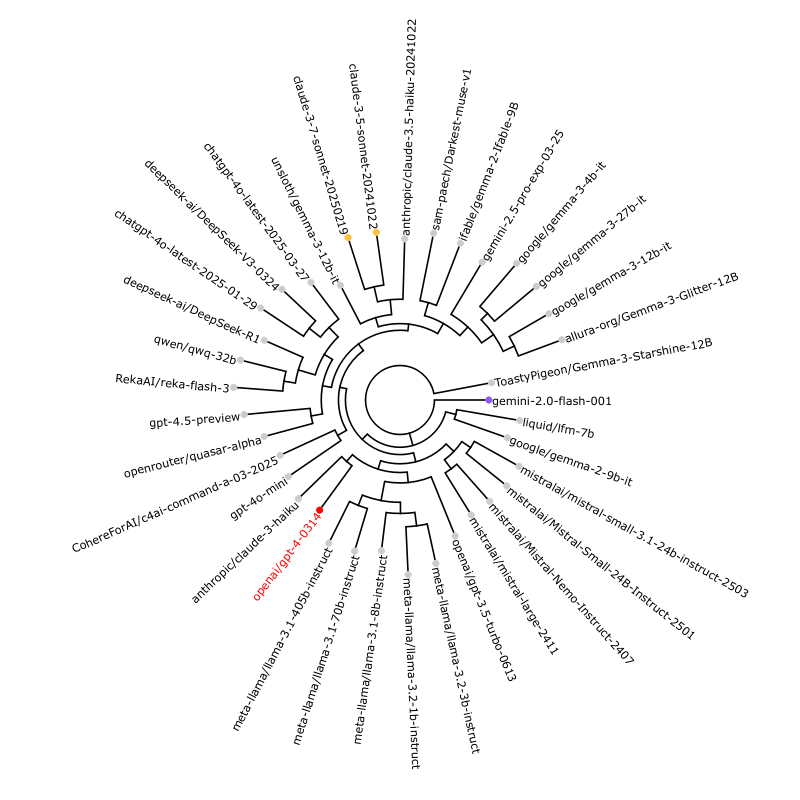 anthropic/claude-3.5-haiku-20241022
sam-paech/Darkest-muse-v1
ifable/gemma-2-Ifable-9B
gemini-2.5-pro-exp-03-25
google/gemma-3-4b-it
google/gemma-3-27b-it
google/gemma-3-12b-it
allura-org/Gemma-3-Glitter-12B
ToastyPigeon/Gemma-3-Starshine-12B
gemini-2.0-flash-001
liquid/lfm-7b
google/gemma-2-9b-it
mistralai/mistral-small-3.1-24b-instruct-2503
mistralai/Mistral-Small-24B-Instruct-2501
mistralai/Mistral-Nemo-Instruct-2407
mistralai/mistral-large-2411
openai/gpt-3.5-turbo-0613
meta-llama/llama-3.2-3b-instruct
meta-llama/llama-3.2-1b-instruct
meta-llama/llama-3.1-8b-instruct
meta-llama/llama-3.1-70b-instruct
meta-llama/llama-3.1-405b-instruct
openai/gpt-4-0314
anthropic/claude-3-haiku
gpt-4o-mini
CohereForAI/c4ai-command-a-03-2025
openrouter/quasar-alpha
gpt-4.5-preview
RekaAI/reka-flash-3
qwen/qwq-32b
deepseek-ai/DeepSeek-R1
chatgpt-4o-latest-2025-01-29
deepseek-ai/DeepSeek-V3-0324
chatgpt-4o-latest-2025-03-27
unsloth/gemma-3-12b-it
claude-3-7-sonnet-20250219
claude-3-5-sonnet-20241022